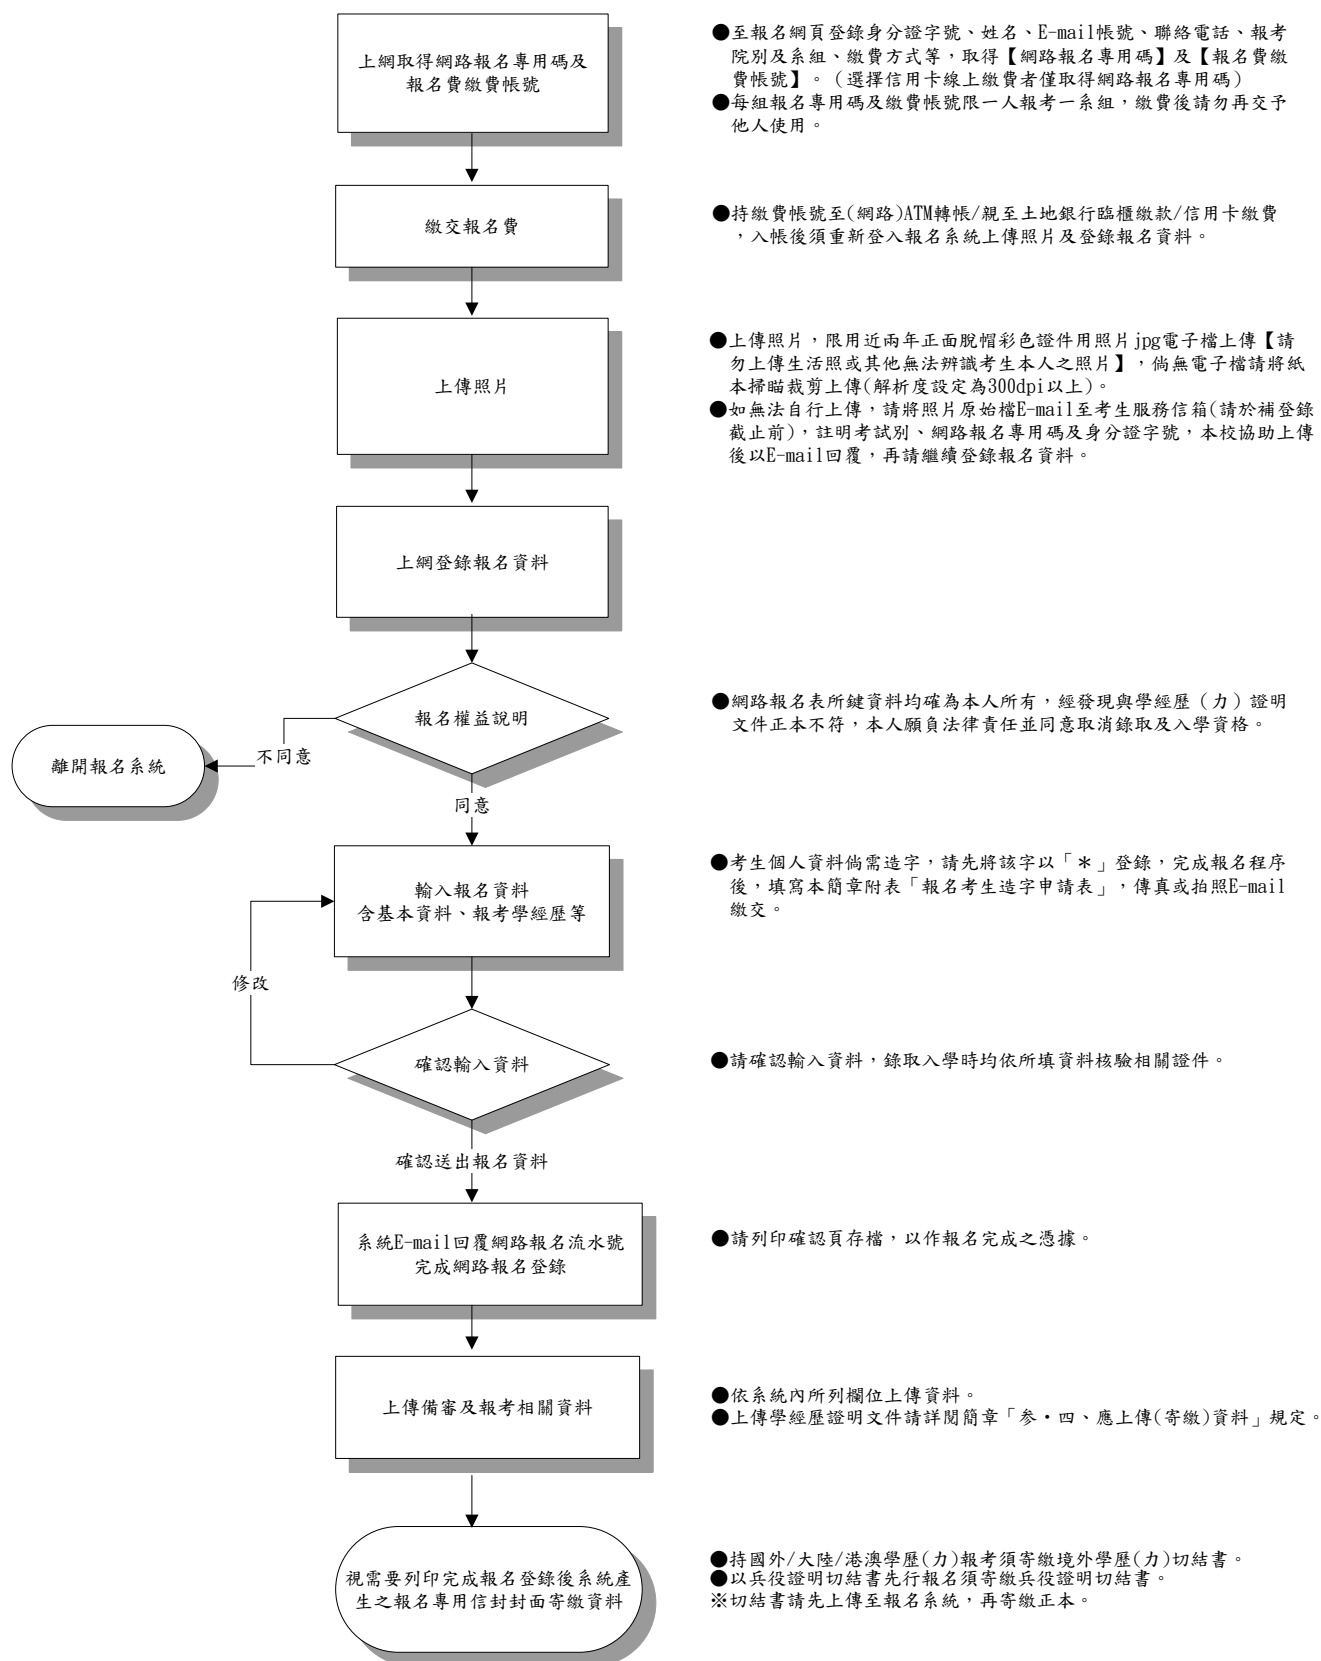 上網取得網路報名專用碼及
報名費繳費帳號
●至報名網頁登錄身分證字號、姓名、E-mail帳號、聯絡電話、報考
院別及系組、繳費方式等，取得【網路報名專用碼】及【報名費繳
費帳號】。（選擇信用卡線上繳費者僅取得網路報名專用碼）
●每組報名專用碼及繳費帳號限一人報考一系組，繳費後請勿再交予
他人使用。
繳交報名費
●持繳費帳號至(網路)ATM轉帳/親至土地銀行臨櫃繳款/信用卡繳費
，入帳後須重新登入報名系統上傳照片及登錄報名資料。
上傳照片
●上傳照片，限用近兩年正面脫帽彩色證件用照片jpg電子檔上傳【請
勿上傳生活照或其他無法辨識考生本人之照片】，倘無電子檔請將紙
本掃瞄裁剪上傳(解析度設定為300dpi以上)。
●如無法自行上傳，請將照片原始檔E-mail至考生服務信箱(請於補登錄
截止前)，註明考試別、網路報名專用碼及身分證字號，本校協助上傳
後以E-mail回覆，再請繼續登錄報名資料。
上網登錄報名資料
報名權益說明
●網路報名表所鍵資料均確為本人所有，經發現與學經歷（力）證明
文件正本不符，本人願負法律責任並同意取消錄取及入學資格。
不同意
離開報名系統
同意
輸入報名資料
含基本資料、報考學經歷等
●考生個人資料倘需造字，請先將該字以「＊」登錄，完成報名程序
後，填寫本簡章附表「報名考生造字申請表」，傳真或拍照E-mail
繳交。
修改
確認輸入資料
●請確認輸入資料，錄取入學時均依所填資料核驗相關證件。
確認送出報名資料
系統E-mail回覆網路報名流水號
完成網路報名登錄
●請列印確認頁存檔，以作報名完成之憑據。
上傳備審及報考相關資料
●依系統內所列欄位上傳資料。
●上傳學經歷證明文件請詳閱簡章「參・四、應上傳(寄繳)資料」規定。
視需要列印完成報名登錄後系統產
生之報名專用信封封面寄繳資料
●持國外/大陸/港澳學歷(力)報考須寄繳境外學歷(力)切結書。
●以兵役證明切結書先行報名須寄繳兵役證明切結書。
※切結書請先上傳至報名系統，再寄繳正本。